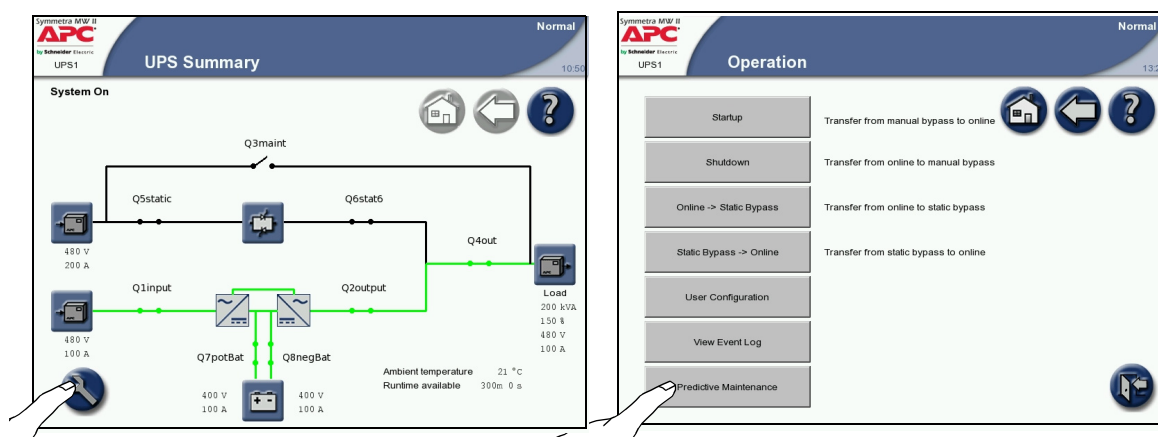 Symmetra MW II
APC
by Schneider Electric
UPS1
UPS Summary
Normal
10:50
System On
Q3maint
Q5static
Q6stat6
480 V
200 A
Q4out
Load
200 kVA
150 %
480 V
100 A
Q1input
Q2output
480 V
100 A
Q7potBat
Q8negBat
400 V
100 A
400 V
100 A
Ambient temperature 21 °C
Runtime available 300m 0 s
Symmetra MW II
APC
by Schneider Electric
UPS1
Operation
Normal
13:2
Startup
Transfer from manual bypass to online
Shutdown
Transfer from online to manual bypass
Online -> Static Bypass
Transfer from online to static bypass
Static Bypass -> Online
Transfer from static bypass to online
User Configuration
View Event Log
Predictive Maintenance